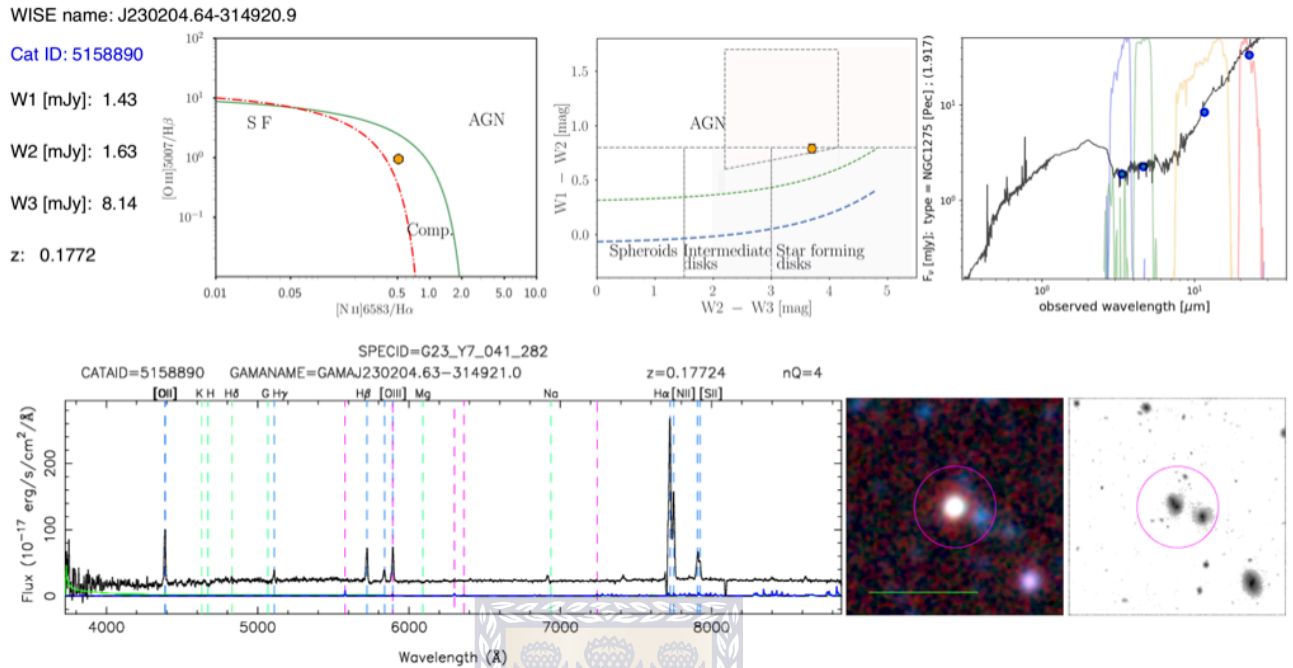 WISE name: J230204.64-314920.9
Cat ID: 5158890
W1 [mJy]: 1.43
W2 [mJy]: 1.63
W3 [mJy]: 8.14
z: 0.1772
[O III]5007/Hβ
10²
10¹
10⁰
10⁻¹
S F
AGN
Comp.
0.01 0.05 0.5 1.0 2.0 5.0 10.0
[N II]6583/Hα
W1 − W2 [mag]
1.5
1.0
0.5
0.0
AGN
Spheroids Intermediate disks Star forming disks
0 1 2 3 4 5
W2 − W3 [mag]
Fᵥ [mJy]; type = NGC1275 [Pec] ; (1.917)
10¹
10⁰
10⁰ 10¹
observed wavelength [μm]
SPECID=G23_Y7_041_282
CATAID=5158890 GAMANAME=GAMAJ230204.63−314921.0 z=0.17724 nQ=4
[OII] K H Hδ G Hγ Hβ [OIII] Mg Na Hα [NII] [SII]
Flux (10⁻¹⁷ erg/s/cm²/Å)
200
100
0
4000 5000 6000 7000 8000
Wavelength (Å)